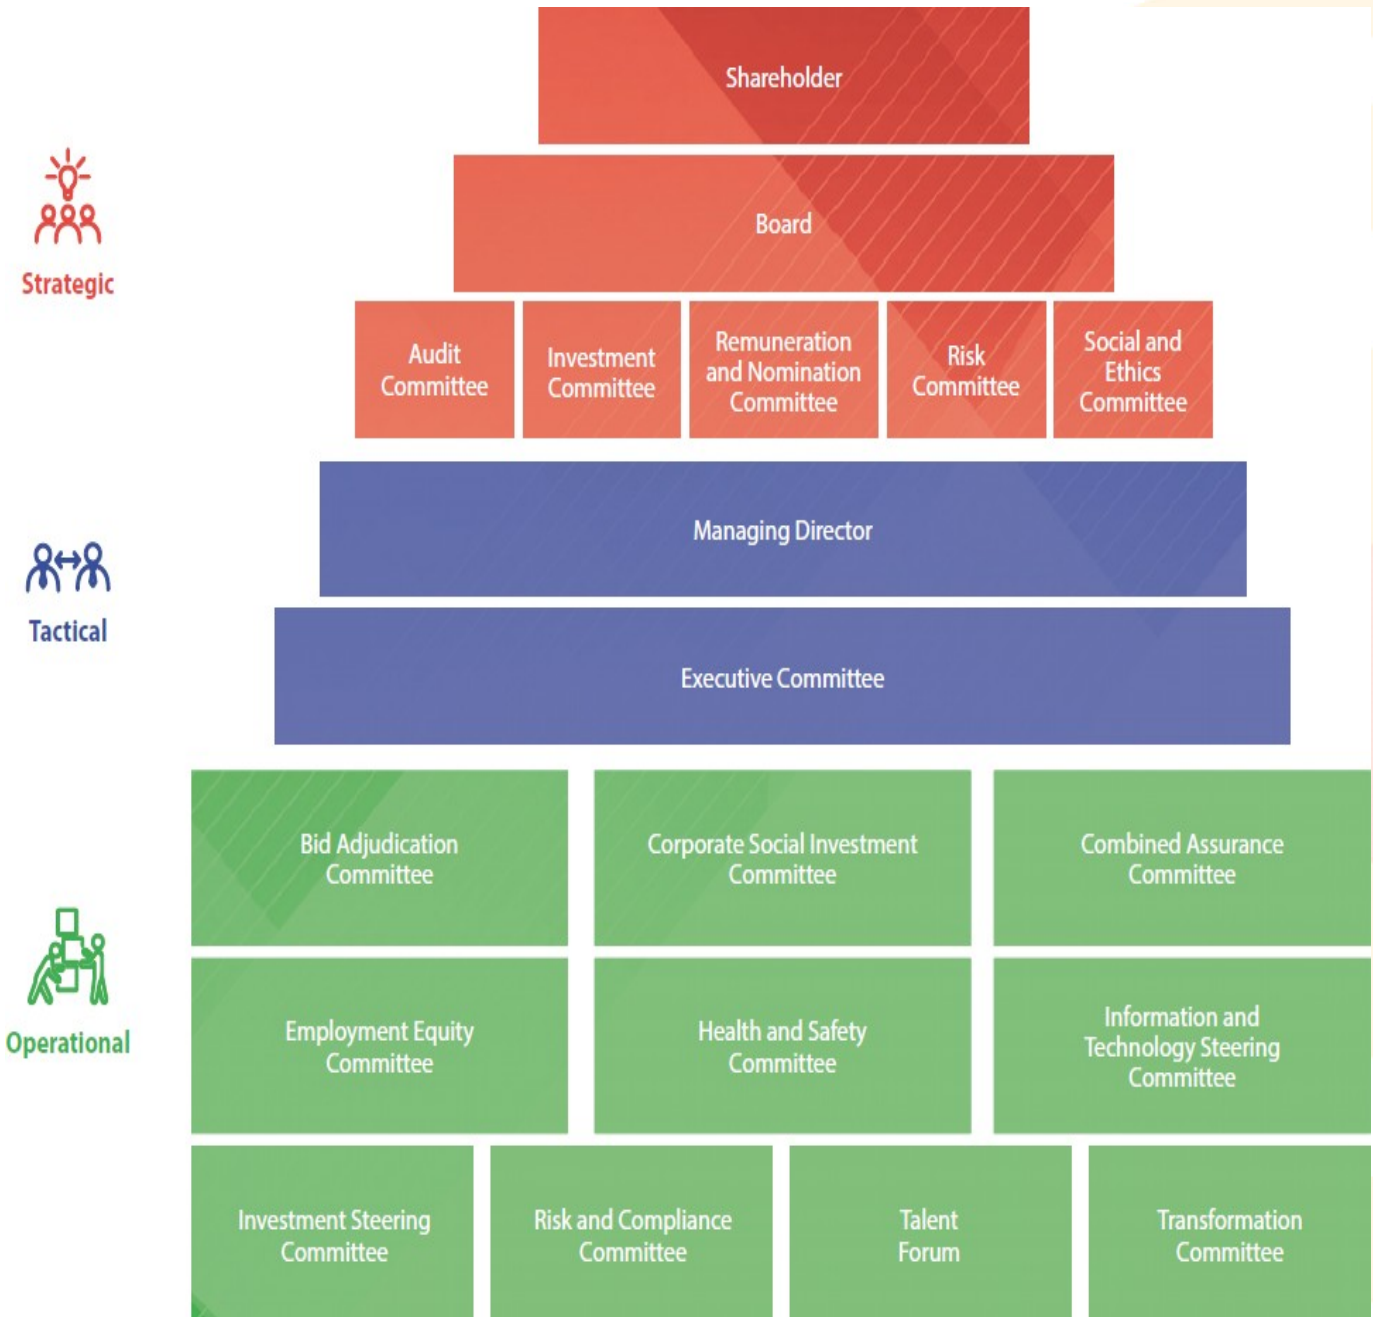 Shareholder
Board
Strategic
Audit
Committee
Investment
Committee
Remuneration
and Nomination
Committee
Risk
Committee
Social and
Ethics
Committee
Managing Director
Tactical
Executive Committee
Bid Adjudication
Committee
Corporate Social Investment
Committee
Combined Assurance
Committee
Operational
Employment Equity
Committee
Health and Safety
Committee
Information and
Technology Steering
Committee
Investment Steering
Committee
Risk and Compliance
Committee
Talent
Forum
Transformation
Committee